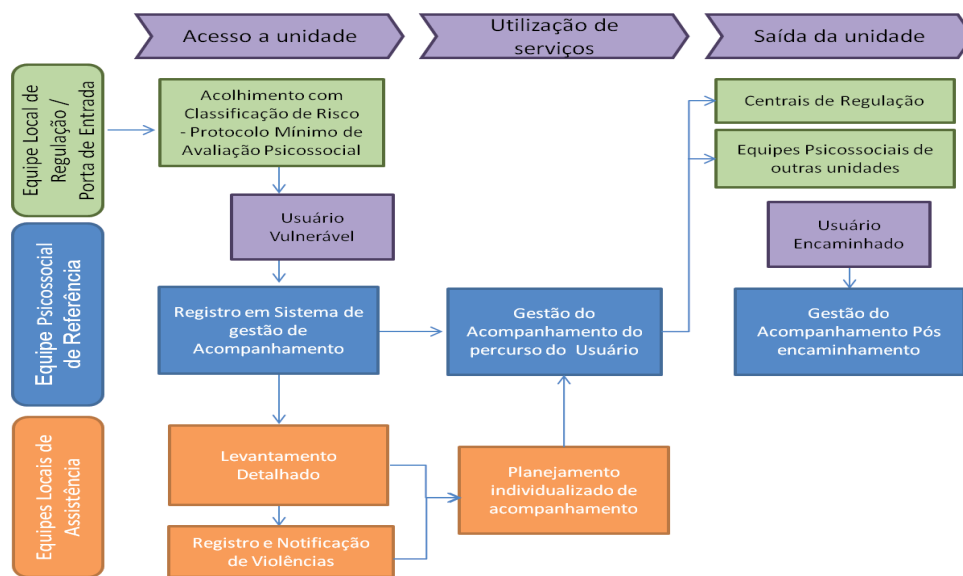 Acesso a unidade
Utilização de
serviços
Saída da unidade
Equipe Local de
Regulação /
Porta de Entrada
Acolhimento com
Classificação de Risco
- Protocolo Mínimo de
Avaliação Psicossocial
Centrais de Regulação
Equipes Psicossociais de
outras unidades
Usuário
Vulnerável
Usuário
Encaminhado
Equipe Psicossocial
de Referência
Registro em Sistema de
gestão de
Acompanhamento
Gestão do
Acompanhamento do
percurso do Usuário
Gestão do
Acompanhamento Pós
encaminhamento
Equipes Locais de
Assistência
Levantamento
Detalhado
Planejamento
individualizado de
acompanhamento
Registro e Notificação
de Violências